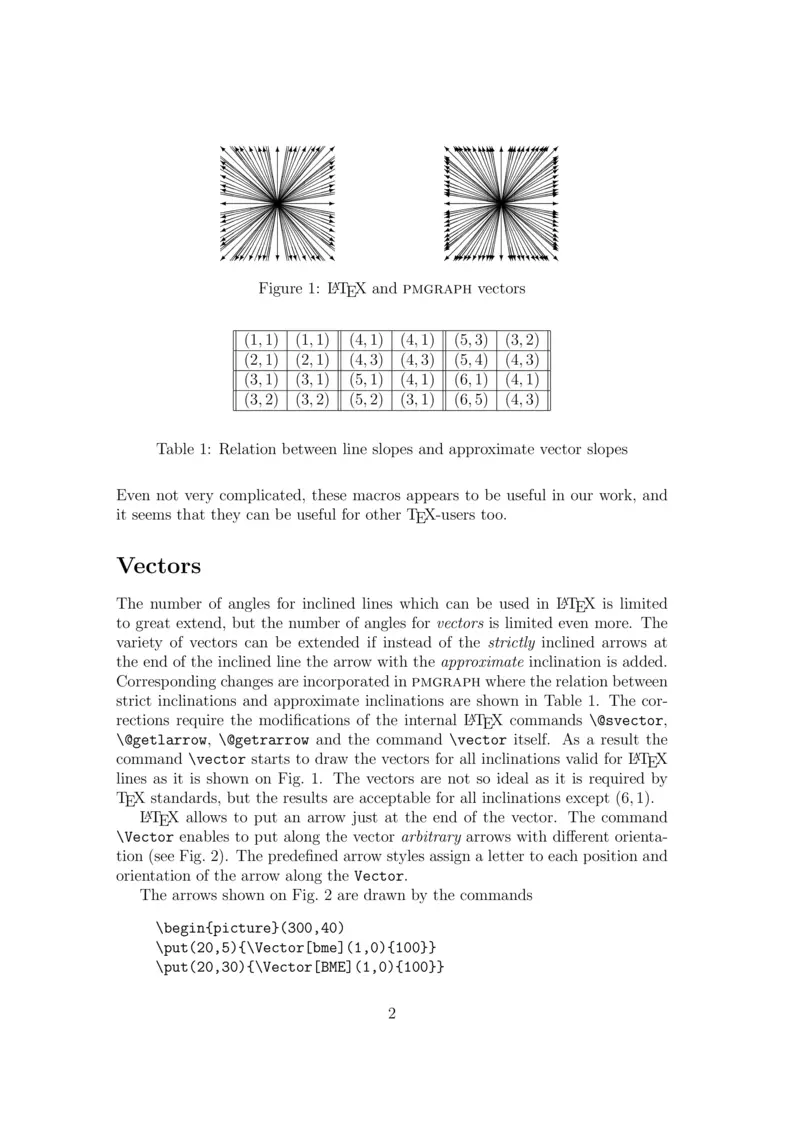 Figure 1: LATEX and PMGRAPH vectors
(1, 1) (1, 1) (4, 1) (4, 1) (5, 3) (3, 2)
(2, 1) (2, 1) (4, 3) (4, 3) (5, 4) (4, 3)
(3, 1) (3, 1) (5, 1) (4, 1) (6, 1) (4, 1)
(3, 2) (3, 2) (5, 2) (3, 1) (6, 5) (4, 3)
Table 1: Relation between line slopes and approximate vector slopes
Even not very complicated, these macros appears to be useful in our work, and
it seems that they can be useful for other TEX-users too.
Vectors
The number of angles for inclined lines which can be used in LATEX is limited
to great extend, but the number of angles for vectors is limited even more. The
variety of vectors can be extended if instead of the strictly inclined arrows at
the end of the inclined line the arrow with the approximate inclination is added.
Corresponding changes are incorporated in PMGRAPH where the relation between
strict inclinations and approximate inclinations are shown in Table 1. The cor-
rections require the modifications of the internal LATEX commands \@svector,
\@getlarrow, \@getrarrow and the command \vector itself. As a result the
command \vector starts to draw the vectors for all inclinations valid for LATEX
lines as it is shown on Fig. 1. The vectors are not so ideal as it is required by
TEX standards, but the results are acceptable for all inclinations except (6, 1).
LATEX allows to put an arrow just at the end of the vector. The command
\Vector enables to put along the vector arbitrary arrows with different orienta-
tion (see Fig. 2). The predefined arrow styles assign a letter to each position and
orientation of the arrow along the Vector.
The arrows shown on Fig. 2 are drawn by the commands
\begin{picture}(300,40)
\put(20,5){\Vector[bme](1,0){100}}
\put(20,30){\Vector[BME](1,0){100}}
2